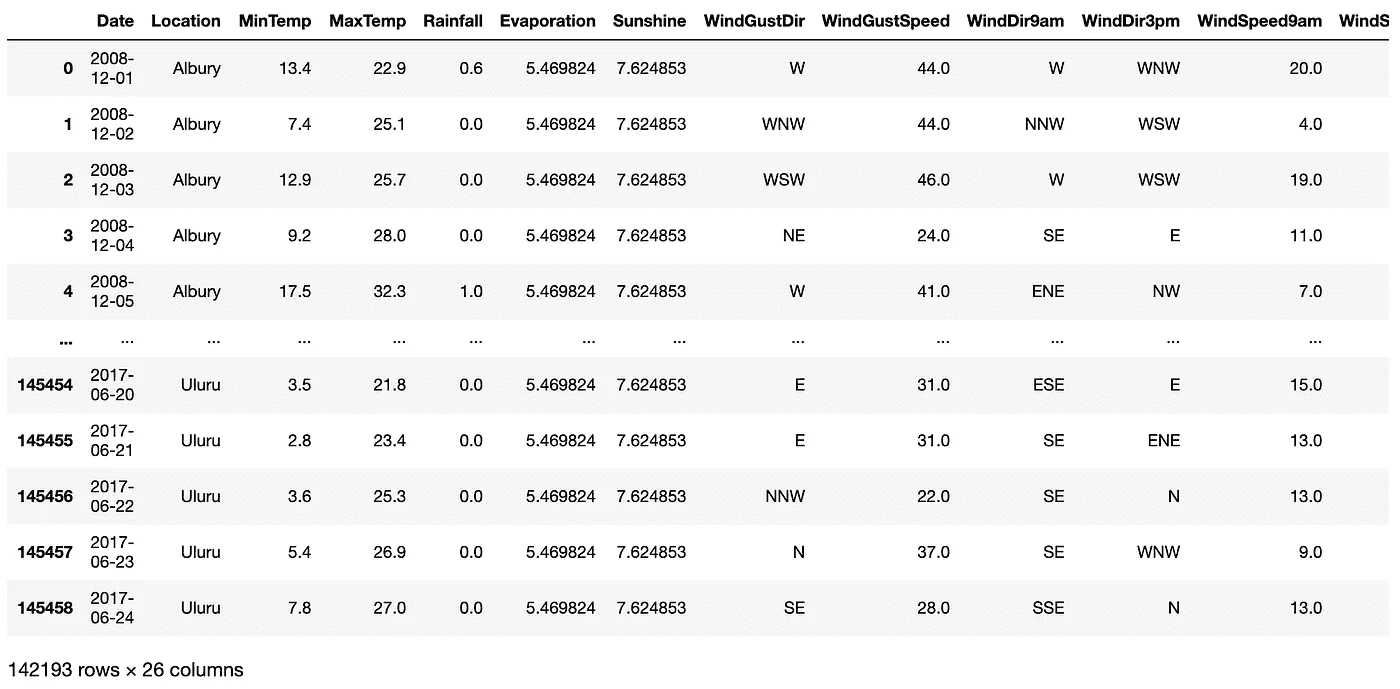 Date Location MinTemp MaxTemp Rainfall Evaporation Sunshine WindGustDir WindGustSpeed WindDir9am WindDir3pm WindSpeed9am WindS
0 2008-12-01 Albury 13.4 22.9 0.6 5.469824 7.624853 W 44.0 W WNW 20.0
1 2008-12-02 Albury 7.4 25.1 0.0 5.469824 7.624853 WNW 44.0 NNW WSW 4.0
2 2008-12-03 Albury 12.9 25.7 0.0 5.469824 7.624853 WSW 46.0 W WSW 19.0
3 2008-12-04 Albury 9.2 28.0 0.0 5.469824 7.624853 NE 24.0 SE E 11.0
4 2008-12-05 Albury 17.5 32.3 1.0 5.469824 7.624853 W 41.0 ENE NW 7.0
... ... ... ... ... ... ... ... ... ... ... ... ...
145454 2017-06-20 Uluru 3.5 21.8 0.0 5.469824 7.624853 E 31.0 ESE E 15.0
145455 2017-06-21 Uluru 2.8 23.4 0.0 5.469824 7.624853 E 31.0 SE ENE 13.0
145456 2017-06-22 Uluru 3.6 25.3 0.0 5.469824 7.624853 NNW 22.0 SE N 13.0
145457 2017-06-23 Uluru 5.4 26.9 0.0 5.469824 7.624853 N 37.0 SE WNW 9.0
145458 2017-06-24 Uluru 7.8 27.0 0.0 5.469824 7.624853 SE 28.0 SSE N 13.0
142193 rows × 26 columns